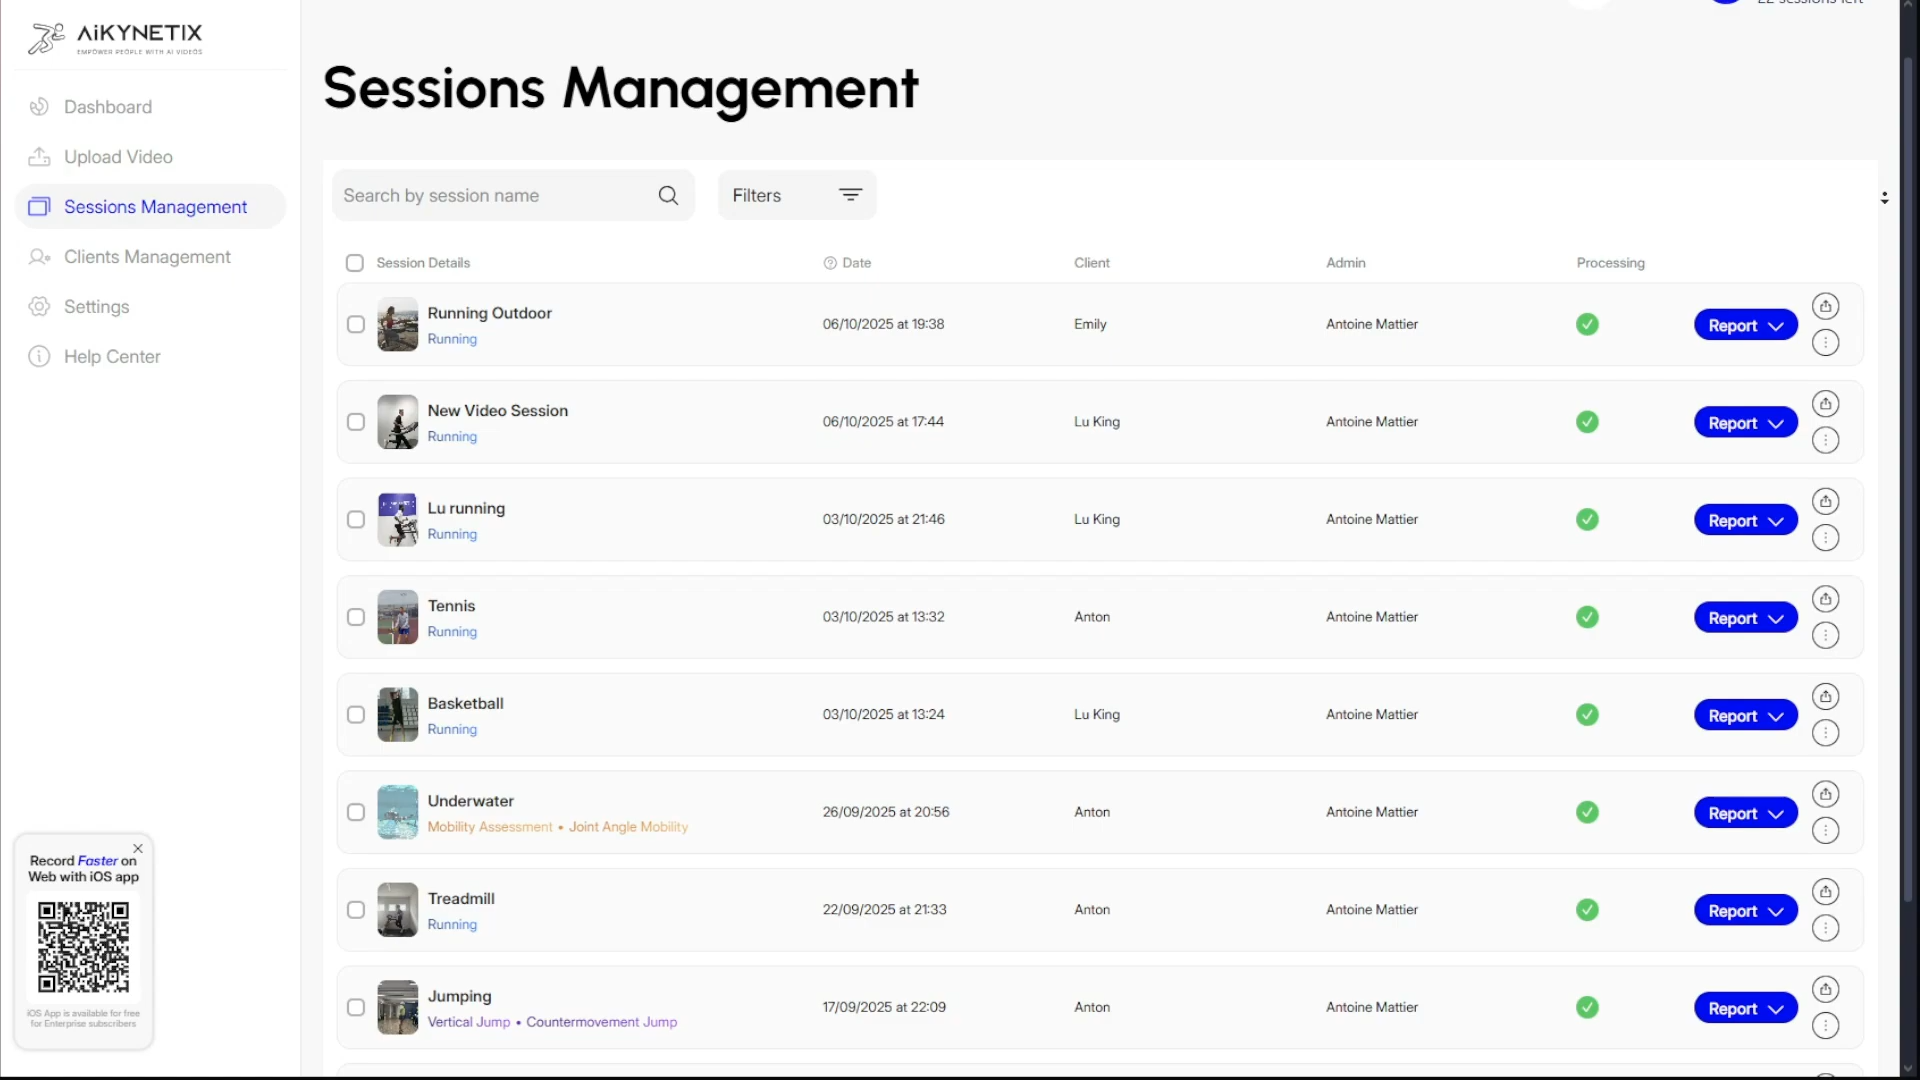 AiKYNETIX
EMPOWER PEOPLE WITH AI VIDEOS
Dashboard
Upload Video
Sessions Management
Clients Management
Settings
Help Center
Record Faster on
Web with iOS app
iOS App is available for free
for Enterprise subscribers
22 sessions left
Sessions Management
Search by session name
Filters
Session Details Date Client Admin Processing
Running Outdoor
Running
06/10/2025 at 19:38 Emily Antoine Mattier Report
New Video Session
Running
06/10/2025 at 17:44 Lu King Antoine Mattier Report
Lu running
Running
03/10/2025 at 21:46 Lu King Antoine Mattier Report
Tennis
Running
03/10/2025 at 13:32 Anton Antoine Mattier Report
Basketball
Running
03/10/2025 at 13:24 Lu King Antoine Mattier Report
Underwater
Mobility Assessment • Joint Angle Mobility
26/09/2025 at 20:56 Anton Antoine Mattier Report
Treadmill
Running
22/09/2025 at 21:33 Anton Antoine Mattier Report
Jumping
Vertical Jump • Countermovement Jump
17/09/2025 at 22:09 Anton Antoine Mattier Report